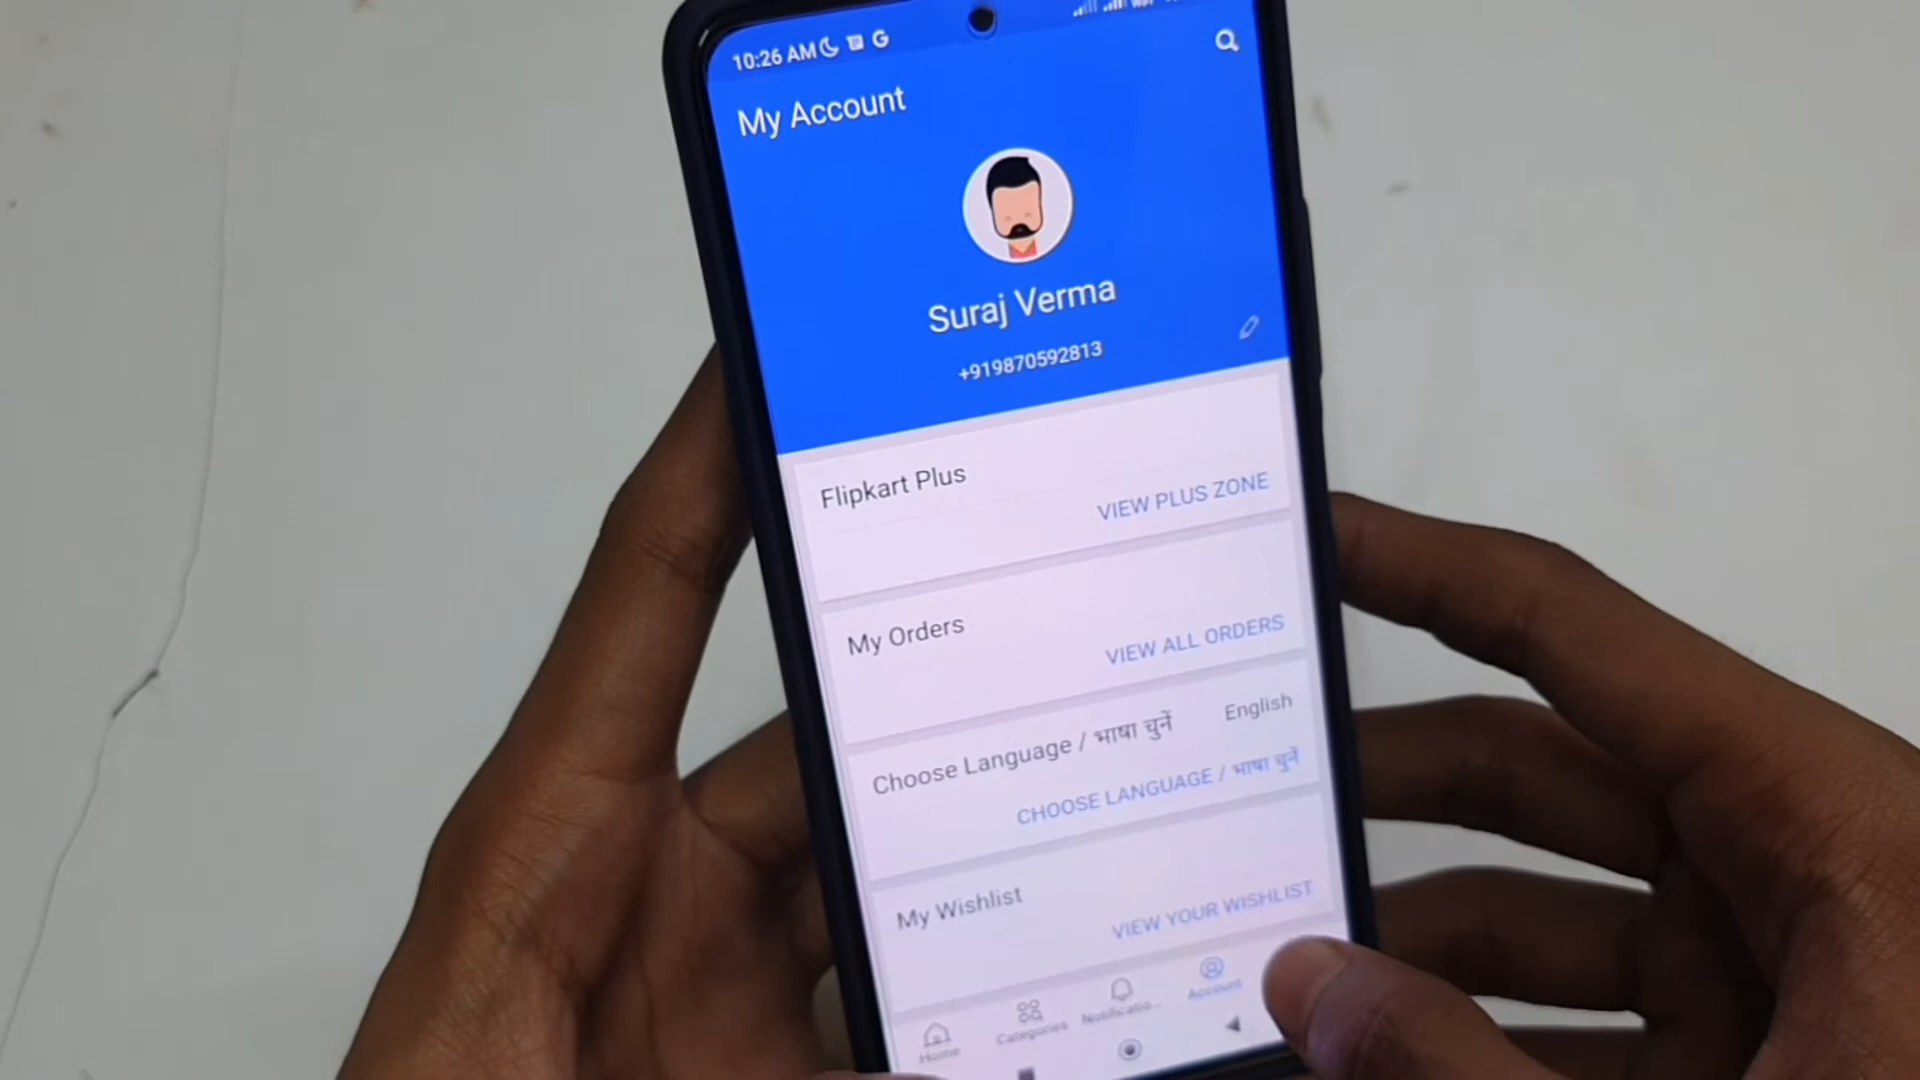 10:26 AM
My Account
Suraj Verma
+919870592813
Flipkart Plus
VIEW PLUS ZONE
My Orders
VIEW ALL ORDERS
Choose Language / भाषा चुनें English
CHOOSE LANGUAGE / भाषा चुनें
My Wishlist
VIEW YOUR WISHLIST
Home Categories Notificatio... Account